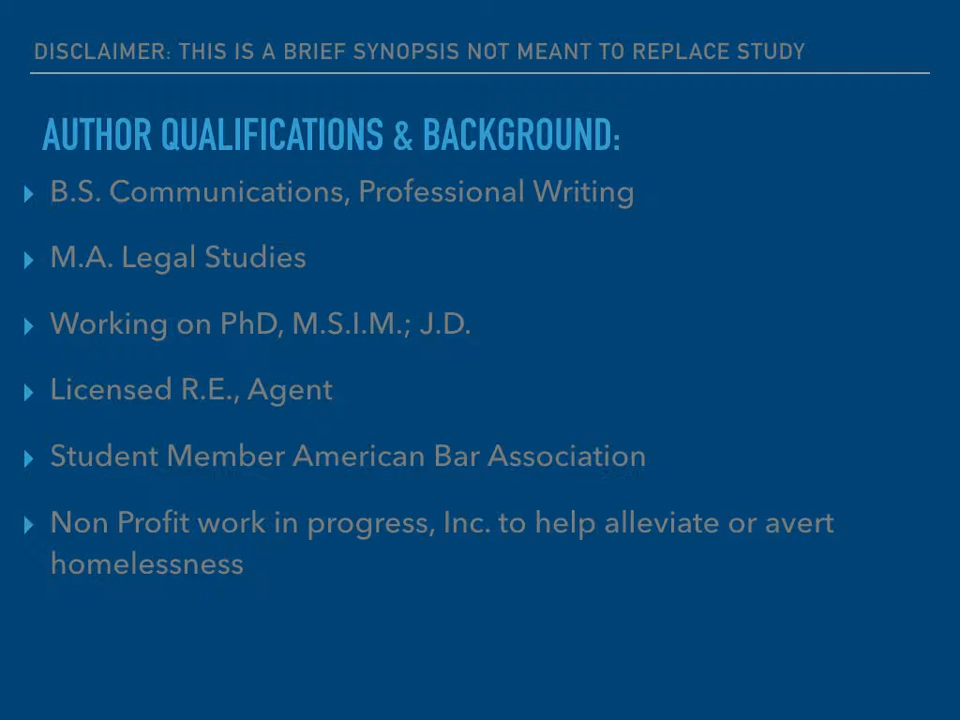 DISCLAIMER: THIS IS A BRIEF SYNOPSIS NOT MEANT TO REPLACE STUDY
AUTHOR QUALIFICATIONS & BACKGROUND:
B.S. Communications, Professional Writing
M.A. Legal Studies
Working on PhD, M.S.I.M.; J.D.
Licensed R.E., Agent
Student Member American Bar Association
Non Profit work in progress, Inc. to help alleviate or avert
homelessness